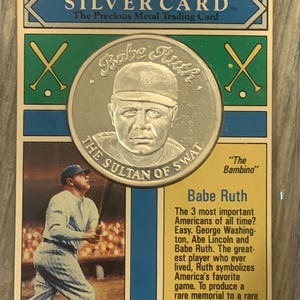 SILVER CARD
The Precious Metal Trading Card
Babe Ruth
THE SULTAN OF SWAT
"The
Bambino"
Babe Ruth
The 3 most important
Americans of all time?
Easy. George Washing-
ton, Abe Lincoln and
Babe Ruth. The great-
est player who ever
lived, Ruth symbolizes
America's favorite
game. To produce a
rare memorial to a rare